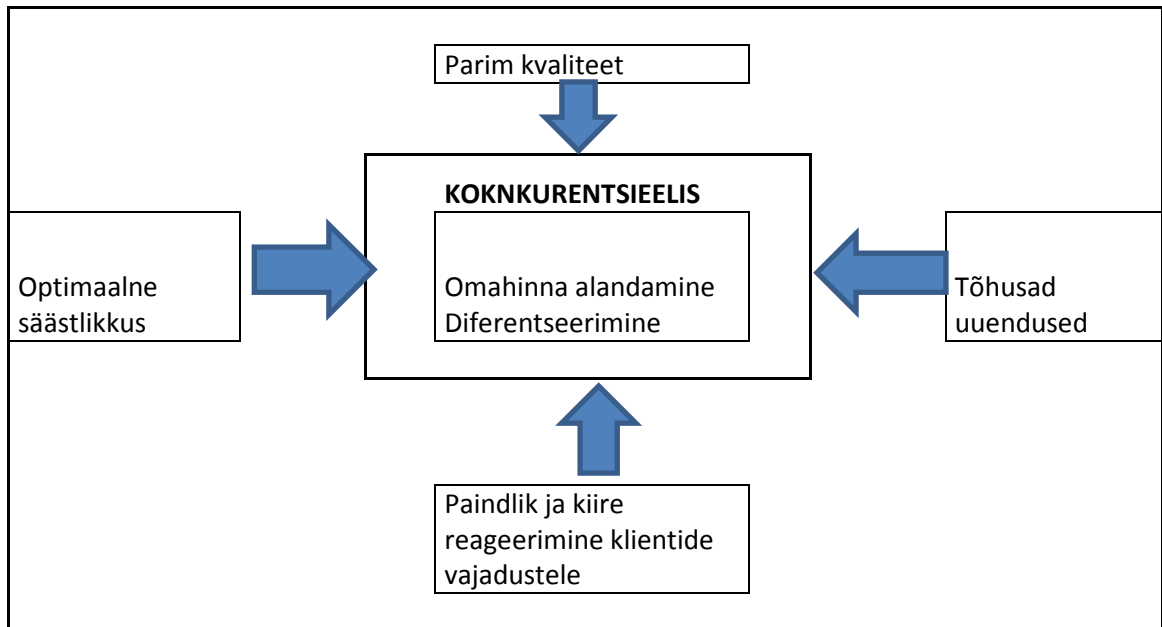 Parim kvaliteet
KOKNKURENTSIEELIS
Optimaalne
säästlikkus
Omahinna alandamine
Diferentseerimine
Tõhusad
uuendused
Paindlik ja kiire
reageerimine klientide
vajadustele